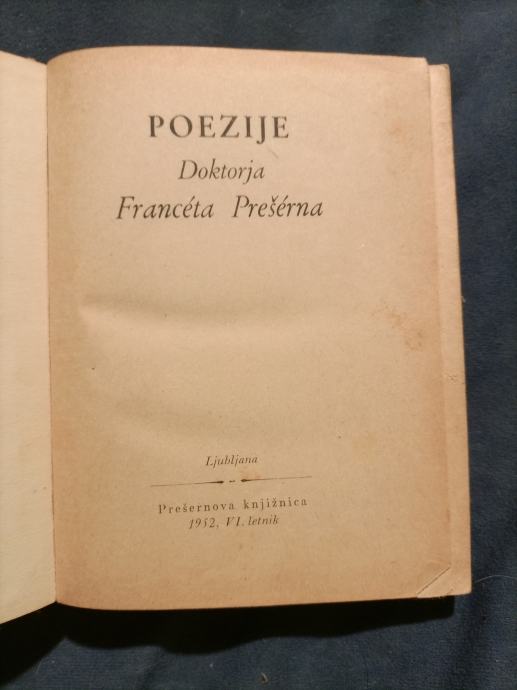 POEZIJE
Doktorja
Francéta Prešérna
Ljubljana
Prešernova knjižnica
1952, VI. letnik